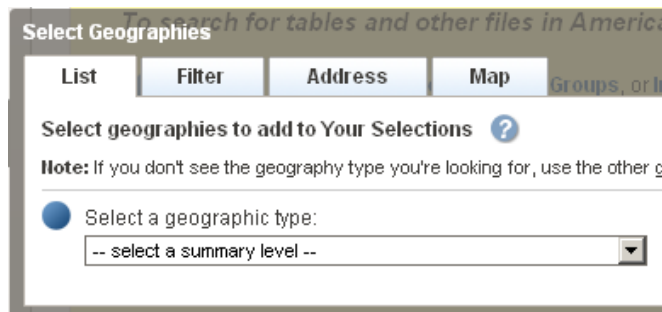 To search for tables and other files in America
Select Geographies
List Filter Address Map
Groups, or I
Select geographies to add to Your Selections ?
Note: If you don't see the geography type you're looking for, use the other g
Select a geographic type:
-- select a summary level --